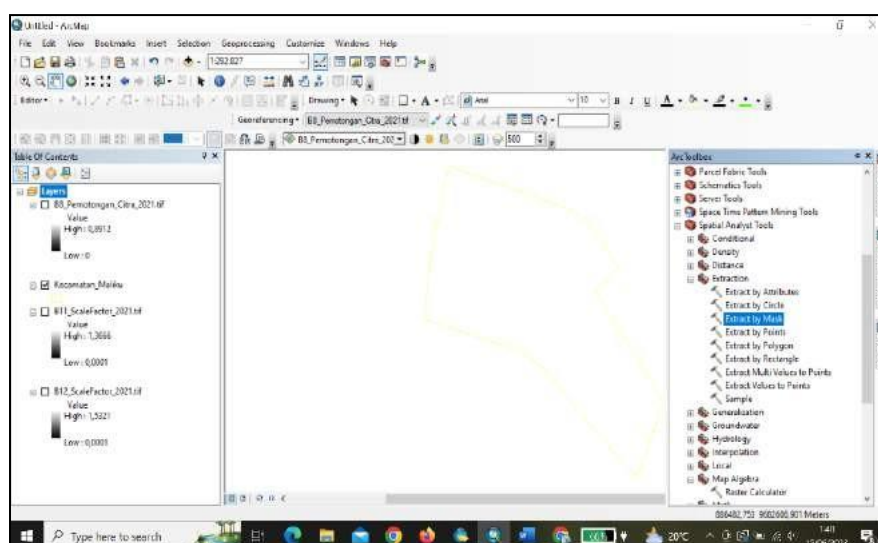 Untitled - ArcMap
File Edit View Bookmarks Insert Selection Geoprocessing Customize Windows Help
1:292.027
Editor Drawing A Arial 10 B I U A
Georeferencing B8_Pemotongan_Citra_2021.tif
B8_Pemotongan_Citra_202 500
Table Of Contents
Layers
B8_Pemotongan_Citra_2021.tif
Value
High : 0,8912
Low : 0
Kecamatan_Maliku
B11_ScaleFactor_2021.tif
Value
High : 1,3666
Low : 0,0001
B12_ScaleFactor_2021.tif
Value
High : 1,5321
Low : 0,0001
ArcToolbox
Parcel Fabric Tools
Schematics Tools
Server Tools
Space Time Pattern Mining Tools
Spatial Analyst Tools
Conditional
Density
Distance
Extraction
Extract by Attributes
Extract by Circle
Extract by Mask
Extract by Points
Extract by Polygon
Extract by Rectangle
Extract Multi Values to Points
Extract Values to Points
Sample
Generalization
Groundwater
Hydrology
Interpolation
Local
Map Algebra
Raster Calculator
Meters
Type here to search
20°C